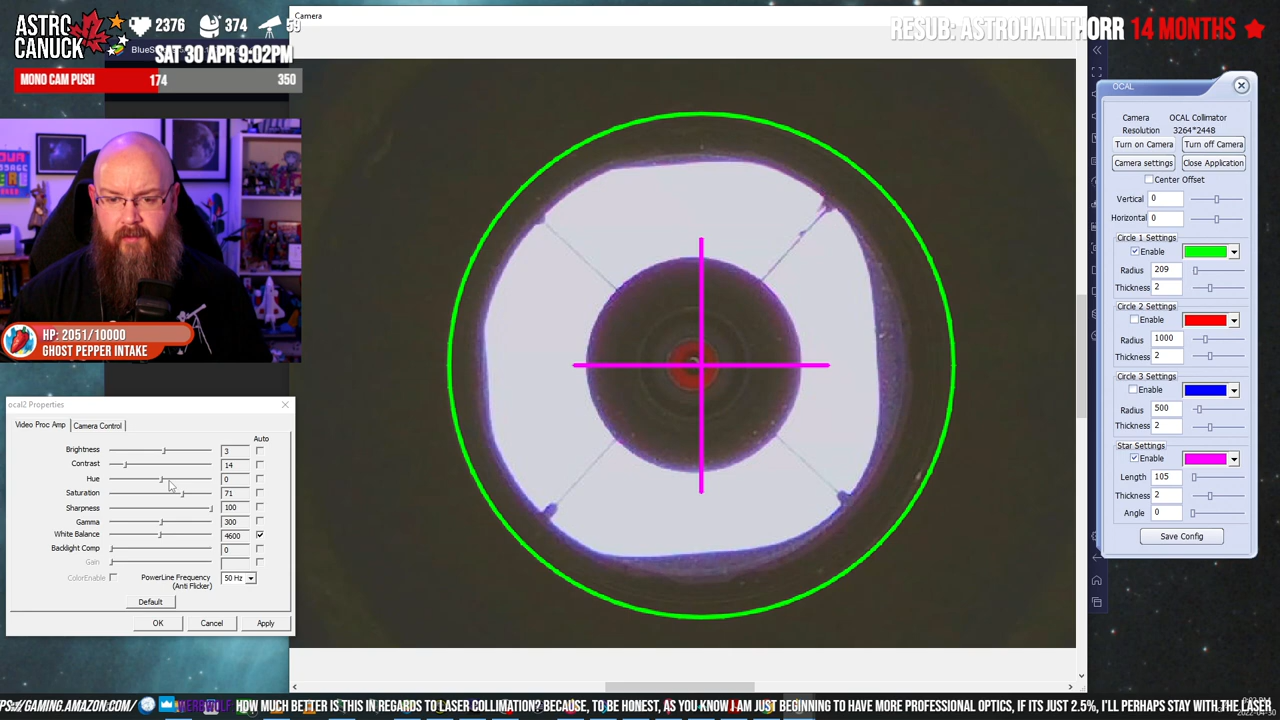 ASTRO
CANUCK
2376
374
59
SAT 30 APR 9:02PM
MONO CAM PUSH
174
350
Camera
RESUB: ASTROHALLTHORR 14 MONTHS
HP: 2051/10000
GHOST PEPPER INTAKE
ocal2 Properties
Video Proc Amp
Camera Control
Auto
Brightness
3
Contrast
14
Hue
0
Saturation
71
Sharpness
100
Gamma
300
White Balance
4600
Backlight Comp
0
Gain
ColorEnable
PowerLine Frequency
(Anti Flicker)
50 Hz
Default
OK
Cancel
Apply
OCAL
Camera
OCAL Collimator
Resolution
3264*2448
Turn on Camera
Turn off Camera
Camera settings
Close Application
Center Offset
Vertical
0
Horizontal
0
Circle 1 Settings
Enable
Radius
209
Thickness
2
Circle 2 Settings
Enable
Radius
1000
Thickness
2
Circle 3 Settings
Enable
Radius
500
Thickness
2
Star Settings
Enable
Length
105
Thickness
2
Angle
0
Save Config
PS://GAMING.AMAZON.COM/
HOW MUCH BETTER IS THIS IN REGARDS TO LASER COLLIMATION? BECAUSE, TO BE HONEST, AS YOU KNOW I AM JUST BEGINNING TO HAVE MORE PROFESSIONAL OPTICS, IF ITS JUST 2.5%, I'LL PERHAPS STAY WITH THE LASER
2022-04-30